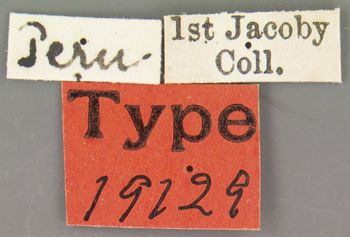 Peru
1st Jacoby
Coll.
Type
19129